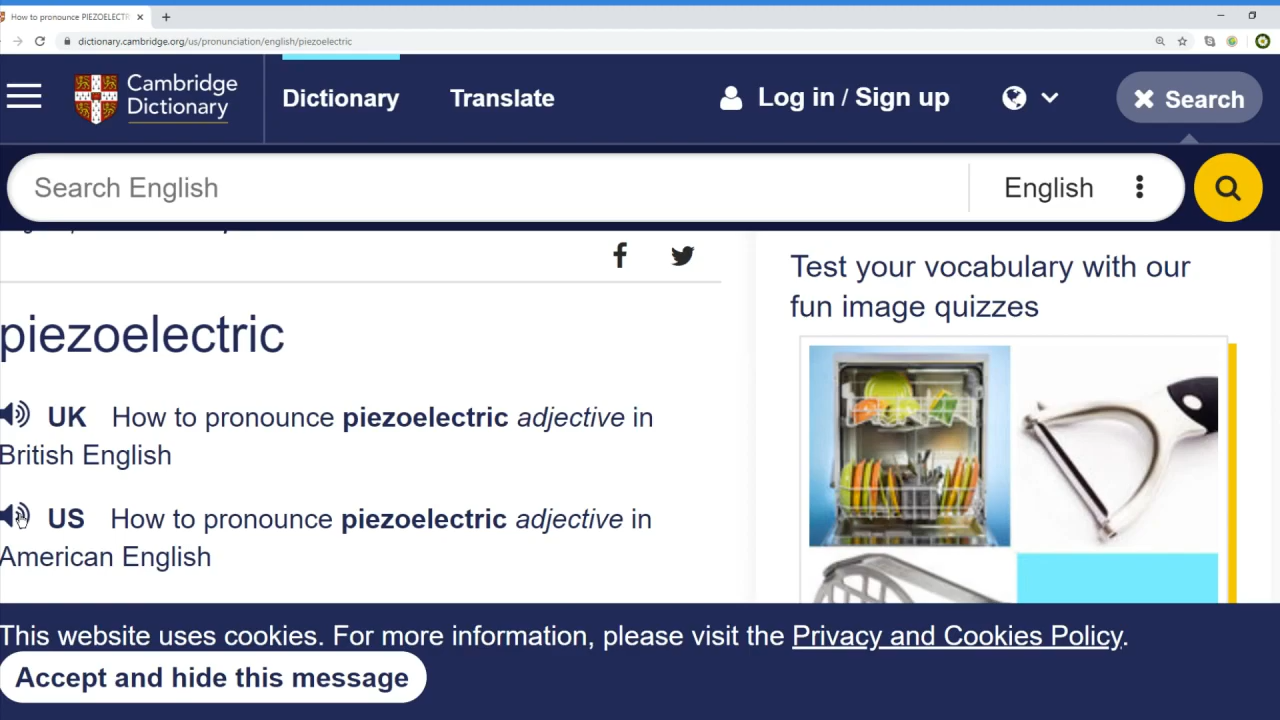 How to pronounce PIEZOELECTR
dictionary.cambridge.org/us/pronunciation/english/piezoelectric
Cambridge
Dictionary
Dictionary
Translate
Log in / Sign up
Search
Search English
English
Test your vocabulary with our
fun image quizzes
piezoelectric
UK How to pronounce piezoelectric adjective in
British English
US How to pronounce piezoelectric adjective in
American English
This website uses cookies. For more information, please visit the Privacy and Cookies Policy.
Accept and hide this message